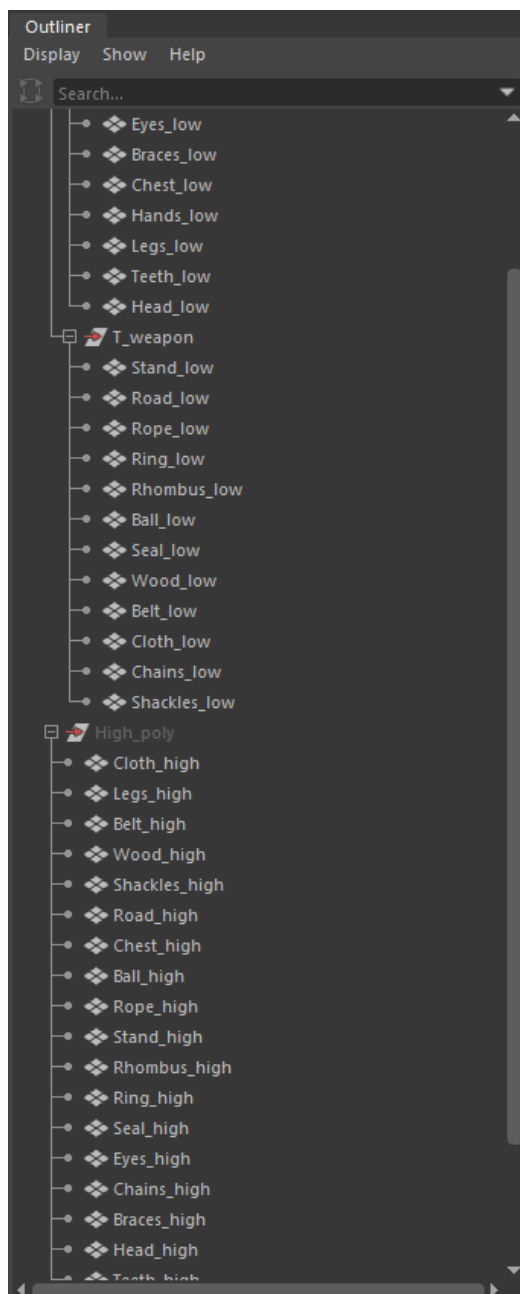 Outliner
Display Show Help
Search...
Eyes_low
Braces_low
Chest_low
Hands_low
Legs_low
Teeth_low
Head_low
T_weapon
Stand_low
Road_low
Rope_low
Ring_low
Rhombus_low
Ball_low
Seal_low
Wood_low
Belt_low
Cloth_low
Chains_low
Shackles_low
High_poly
Cloth_high
Legs_high
Belt_high
Wood_high
Shackles_high
Road_high
Chest_high
Ball_high
Rope_high
Stand_high
Rhombus_high
Ring_high
Seal_high
Eyes_high
Chains_high
Braces_high
Head_high
Teeth_high